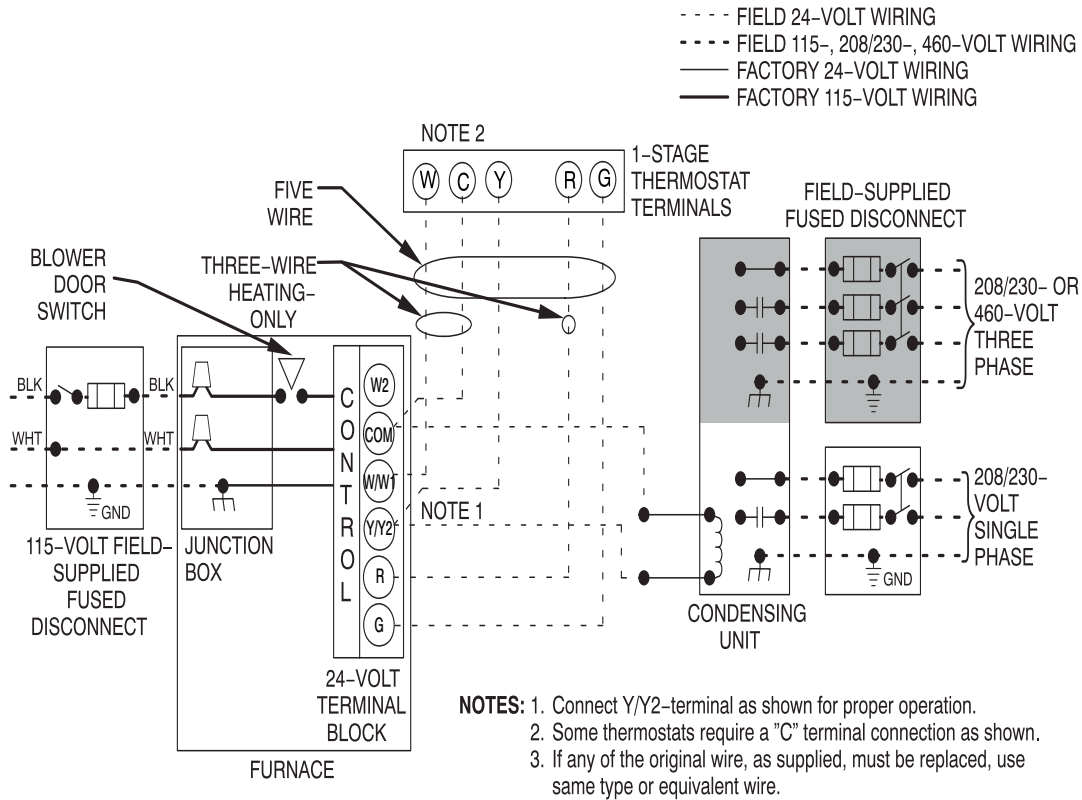 FIELD 24-VOLT WIRING
FIELD 115-, 208/230-, 460-VOLT WIRING
FACTORY 24-VOLT WIRING
FACTORY 115-VOLT WIRING
NOTE 2
W C Y R G
1-STAGE
THERMOSTAT
TERMINALS
FIVE
WIRE
THREE-WIRE
HEATING-
ONLY
BLOWER
DOOR
SWITCH
FIELD-SUPPLIED
FUSED DISCONNECT
208/230- OR
460-VOLT
THREE
PHASE
BLK
BLK
WHT
WHT
GND
115-VOLT FIELD-
SUPPLIED
FUSED
DISCONNECT
JUNCTION
BOX
C
O
N
T
R
O
L
W2
COM
W/W1
Y/Y2
R
G
NOTE 1
24-VOLT
TERMINAL
BLOCK
FURNACE
208/230-
VOLT
SINGLE
PHASE
GND
CONDENSING
UNIT
NOTES: 1. Connect Y/Y2-terminal as shown for proper operation.
2. Some thermostats require a "C" terminal connection as shown.
3. If any of the original wire, as supplied, must be replaced, use
same type or equivalent wire.